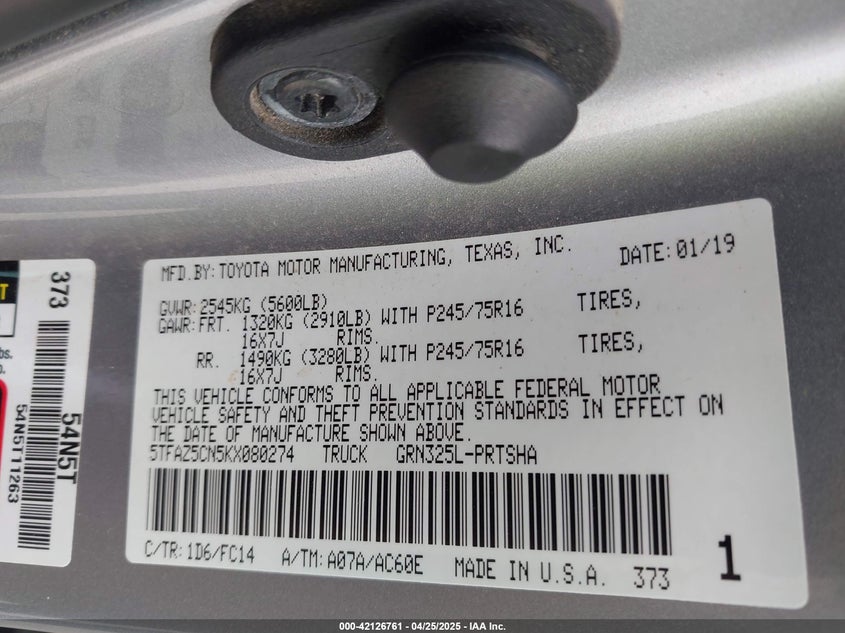 MFD.BY: TOYOTA MOTOR MANUFACTURING, TEXAS, INC. DATE: 01/19
GVWR: 2545KG (5600LB)
GAWR: FRT. 1320KG (2910LB) WITH P245/75R16 TIRES,
16X7J RIMS.
RR. 1490KG (3280LB) WITH P245/75R16 TIRES,
16X7J RIMS.
THIS VEHICLE CONFORMS TO ALL APPLICABLE FEDERAL MOTOR
VEHICLE SAFETY AND THEFT PREVENTION STANDARDS IN EFFECT ON
THE DATE OF MANUFACTURE SHOWN ABOVE.
5TFAZ5CN5KX080274 TRUCK GRN325L-PRTSHA
C/TR: 1D6/FC14 A/TM: A07A/AC60E MADE IN U.S.A. 373 1
373
54N5T
54N5T11263
000-42126761 - 04/25/2025 - IAA Inc.